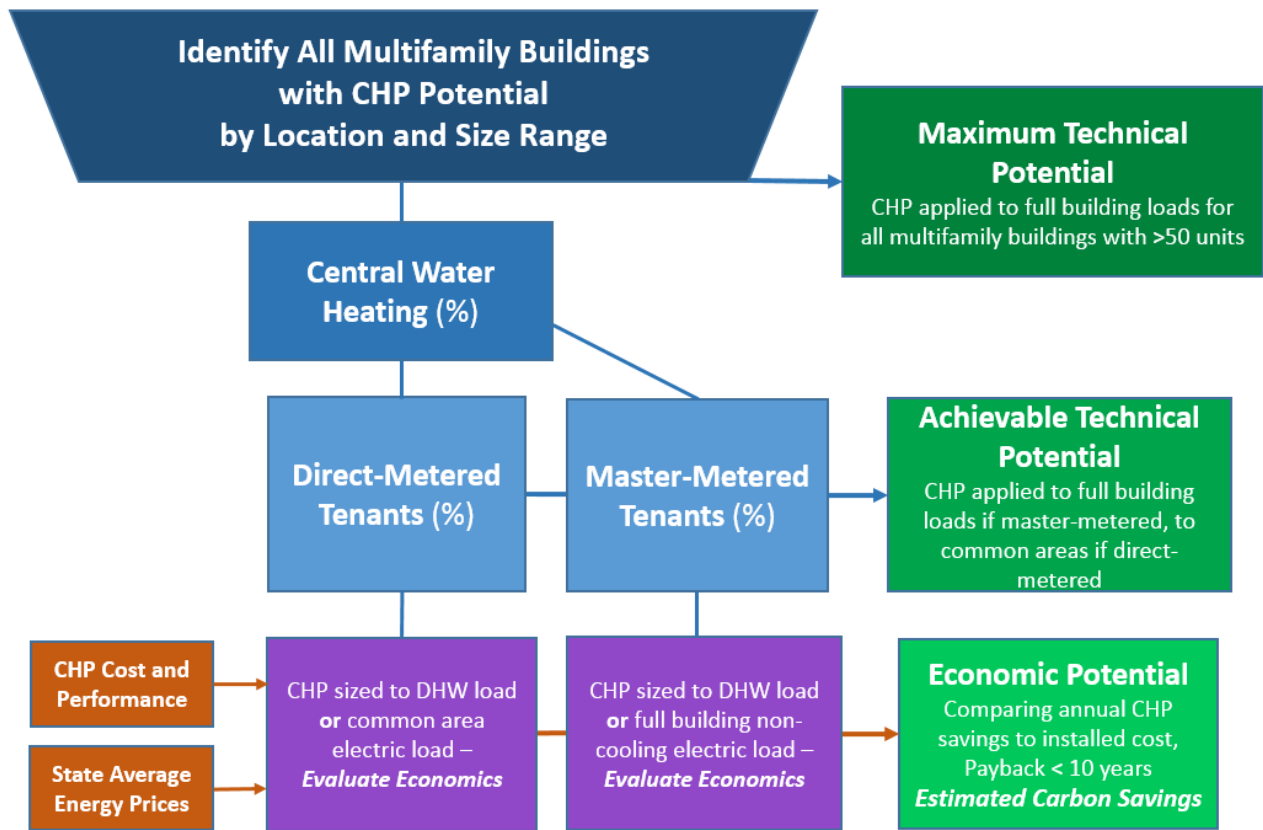 Identify All Multifamily Buildings
with CHP Potential
by Location and Size Range
Maximum Technical
Potential
CHP applied to full building loads for
all multifamily buildings with >50 units
Central Water
Heating (%)
Direct-Metered
Tenants (%)
Master-Metered
Tenants (%)
Achievable Technical
Potential
CHP applied to full building
loads if master-metered, to
common areas if direct-
metered
CHP Cost and
Performance
State Average
Energy Prices
CHP sized to DHW load
or common area
electric load –
Evaluate Economics
CHP sized to DHW load
or full building non-
cooling electric load –
Evaluate Economics
Economic Potential
Comparing annual CHP
savings to installed cost,
Payback < 10 years
Estimated Carbon Savings